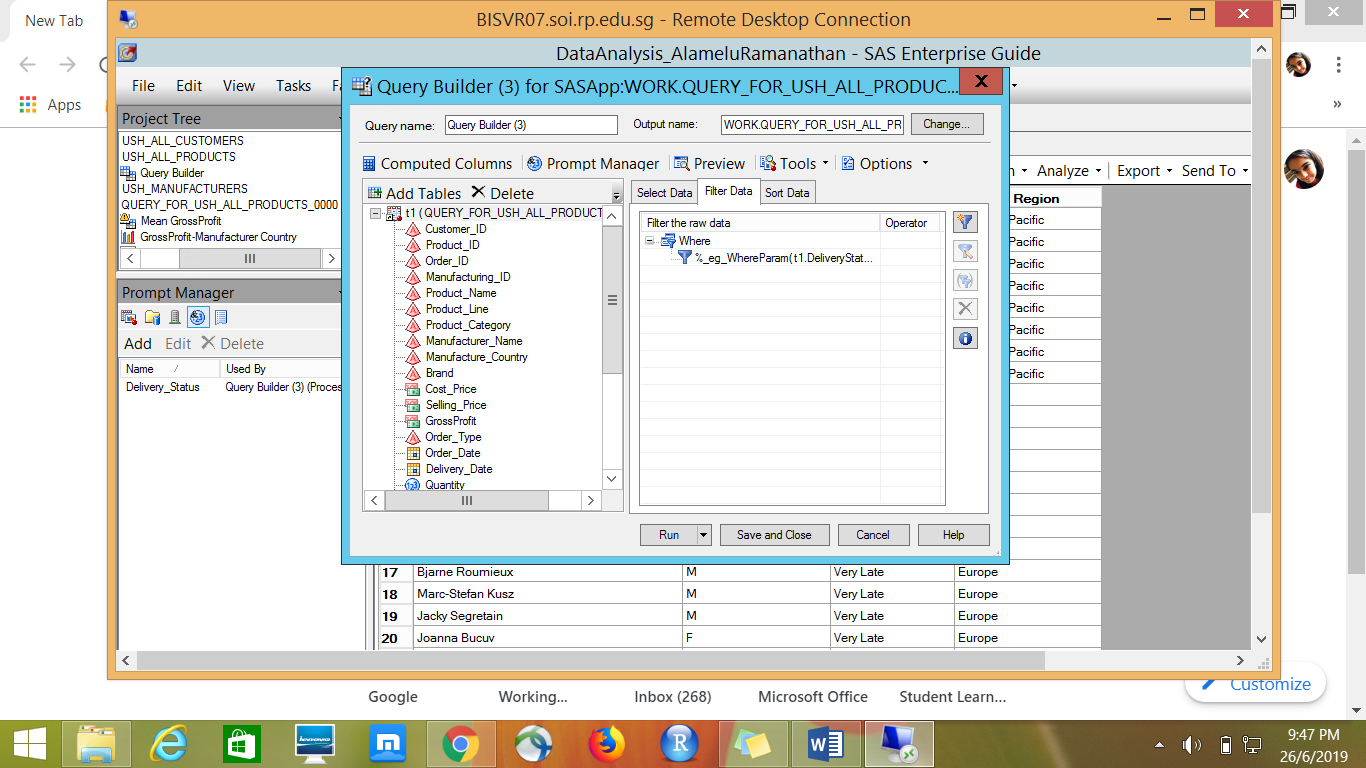 New Tab
BISVR07.soi.rp.edu.sg - Remote Desktop Connection
DataAnalysis_AlameluRamanathan - SAS Enterprise Guide
File Edit View Tasks
Apps
Query Builder (3) for SASApp:WORK.QUERY_FOR_USH_ALL_PRODUC...
Project Tree
USH_ALL_CUSTOMERS
USH_ALL_PRODUCTS
Query Builder
USH_MANUFACTURERS
QUERY_FOR_USH_ALL_PRODUCTS_0000
Mean GrossProfit
GrossProfit-Manufacturer Country
Prompt Manager
Add Edit Delete
Name Used By
Delivery_Status Query Builder (3) (Proces
Query name: Query Builder (3) Output name: WORK.QUERY_FOR_USH_ALL_PR Change...
Computed Columns Prompt Manager Preview Tools Options
Add Tables Delete
t1 (QUERY_FOR_USH_ALL_PRODUCT
Customer_ID
Product_ID
Order_ID
Manufacturing_ID
Product_Name
Product_Line
Product_Category
Manufacturer_Name
Manufacture_Country
Brand
Cost_Price
Selling_Price
GrossProfit
Order_Type
Order_Date
Delivery_Date
Quantity
Select Data Filter Data Sort Data
Filter the raw data Operator
Where
%_eg_WhereParam(t1.DeliveryStat...
Run Save and Close Cancel Help
Analyze Export Send To
Region
Pacific
Pacific
Pacific
Pacific
Pacific
Pacific
Pacific
Pacific
17 Bjarne Roumieux M Very Late Europe
18 Marc-Stefan Kusz M Very Late Europe
19 Jacky Segretain M Very Late Europe
20 Joanna Bucuv F Very Late Europe
Google Working... Inbox (268) Microsoft Office Student Learn...
Customize
9:47 PM
26/6/2019